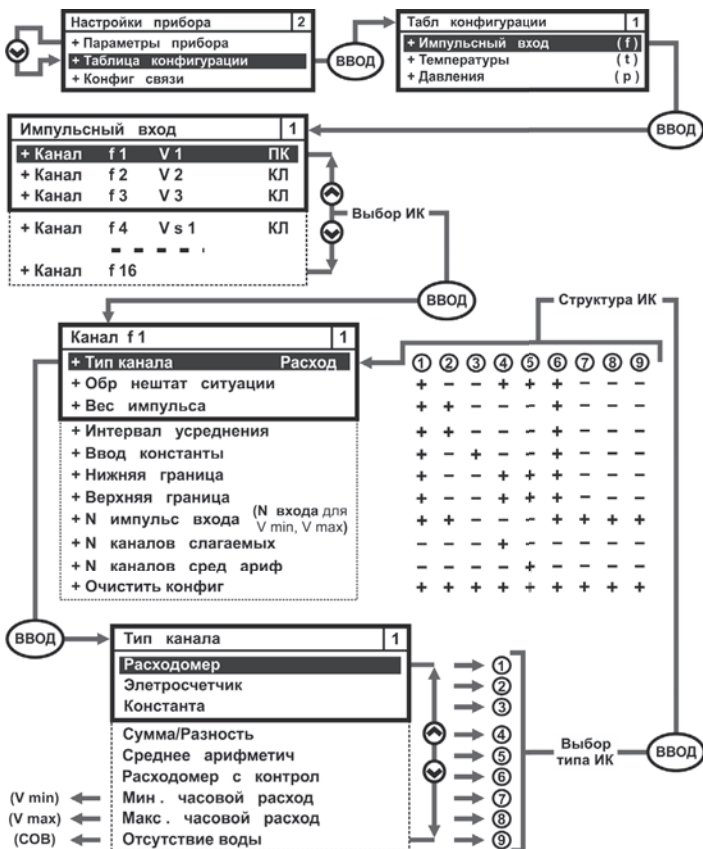 Настройки прибора 2
+ Параметры прибора
+ Таблица конфигурации
+ Конфиг связи
ВВОД
Табл конфигурации 1
+ Импульсный вход (f)
+ Температуры (t)
+ Давления (p)
ВВОД
Импульсный вход 1
+ Канал f 1 V 1 ПК
+ Канал f 2 V 2 КЛ
+ Канал f 3 V 3 КЛ
+ Канал f 4 V s 1 КЛ
- - - - -
+ Канал f 16
Выбор ИК
ВВОД
Структура ИК
Канал f 1 1
+ Тип канала Расход
+ Обр нештат ситуации
+ Вес импульса
+ Интервал усреднения
+ Ввод константы
+ Нижняя граница
+ Верхняя граница
+ N импульс входа (N входа для V min, V max)
+ N каналов слагаемых
+ N каналов сред ариф
+ Очистить конфиг
① ② ③ ④ ⑤ ⑥ ⑦ ⑧ ⑨
+ − − + + + − − −
+ + − − − + − − −
+ + − − − + − − −
+ − + − − + − − −
+ − − + + + − − −
+ − − + + + − − −
+ + − − − + + + +
− − − + − − − − −
− − − − + − − − −
+ + + + + + + + +
ВВОД
Тип канала 1
Расходомер ①
Элетросчетчик ②
Константа ③
Сумма/Разность ④
Среднее арифметич ⑤
Расходомер с контрол ⑥
(V min) Мин. часовой расход ⑦
(V max) Макс. часовой расход ⑧
(СОВ) Отсутствие воды ⑨
Выбор типа ИК
ВВОД